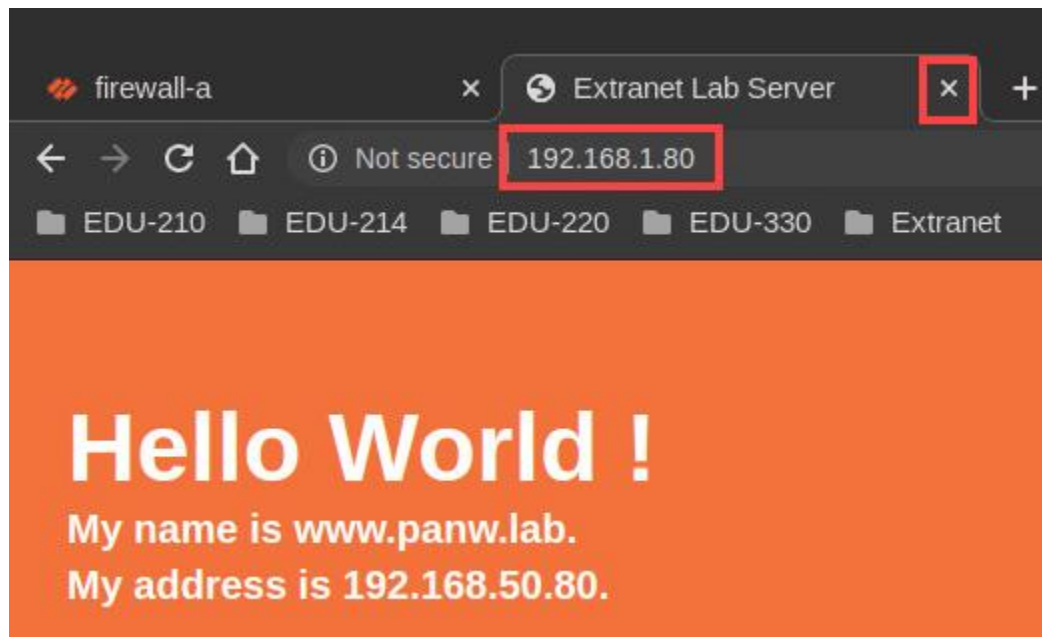 firewall-a
Extranet Lab Server
Not secure
192.168.1.80
EDU-210 EDU-214 EDU-220 EDU-330 Extranet
Hello World !
My name is www.panw.lab.
My address is 192.168.50.80.